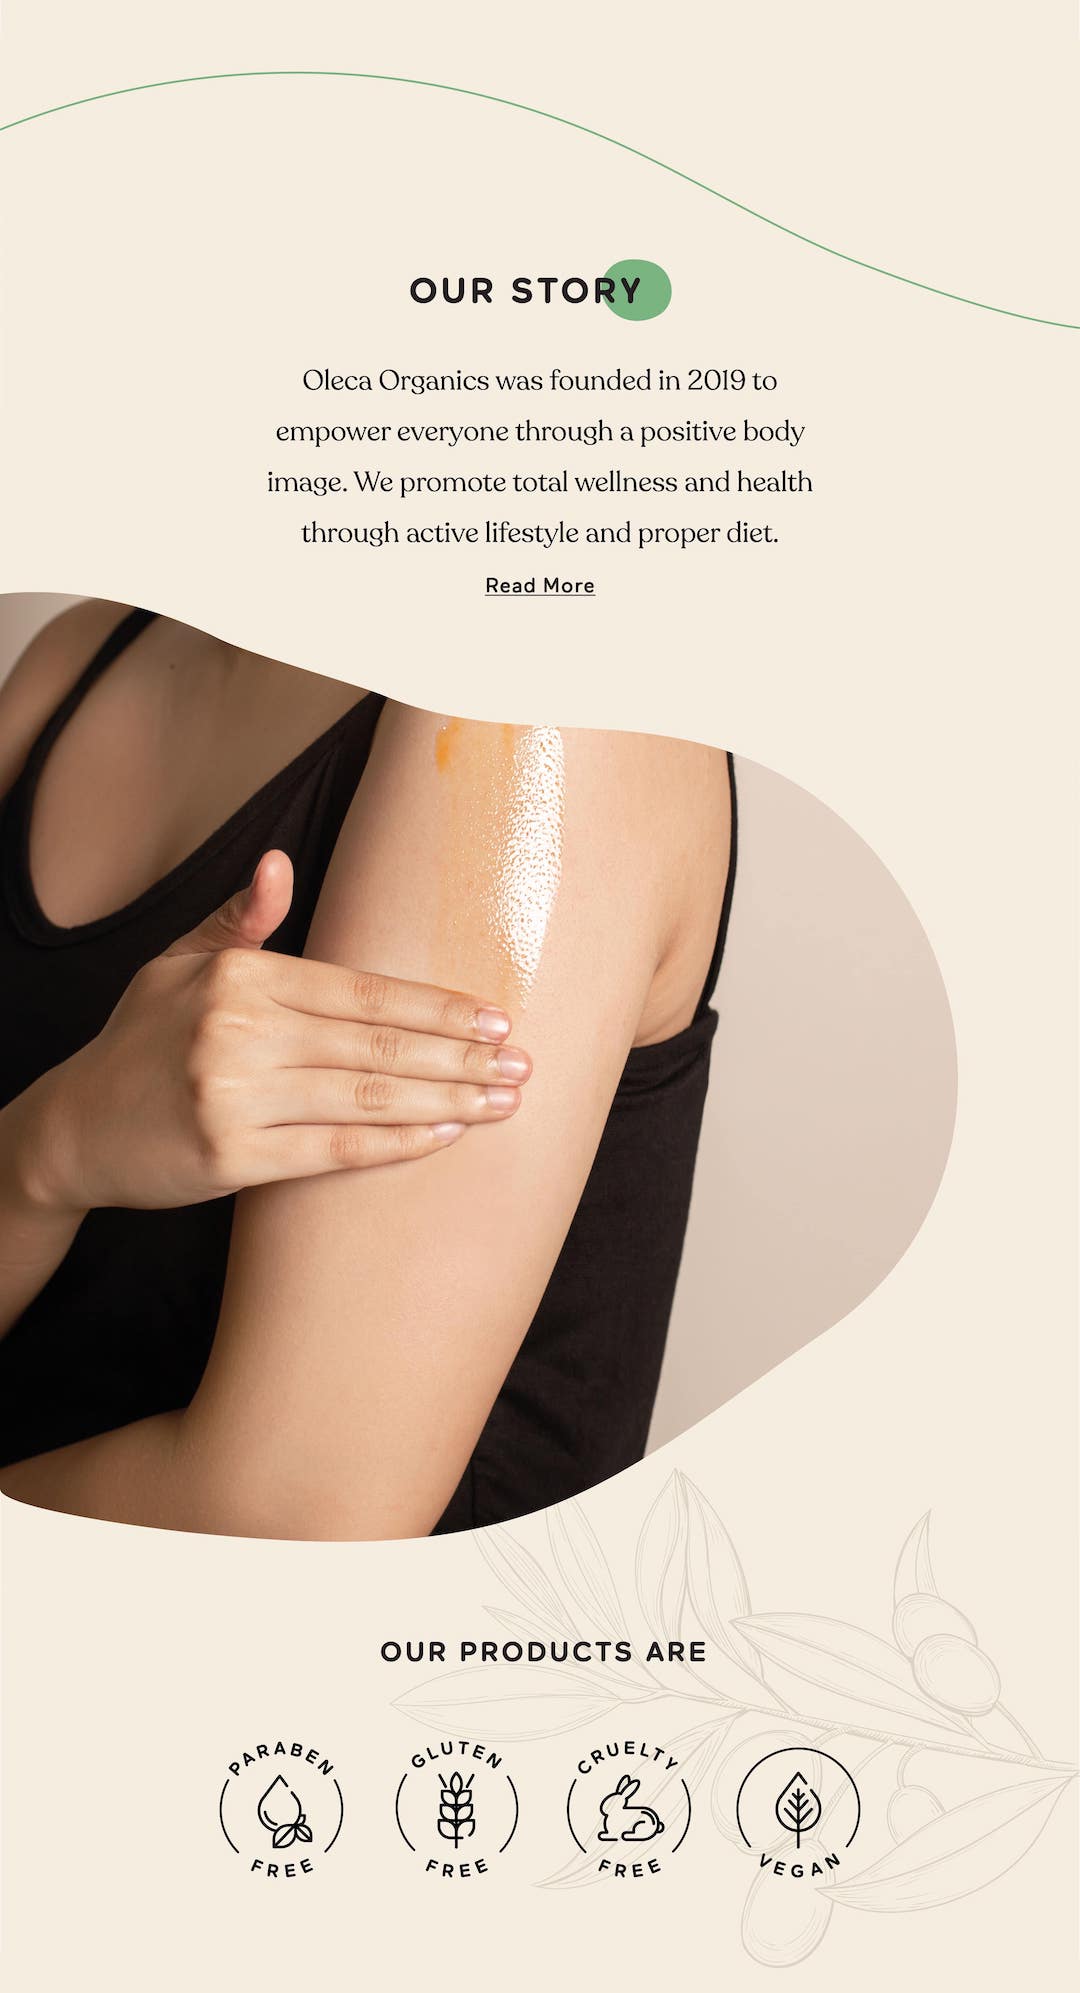 OUR STORY
Oleca Organics was founded in 2019 to
empower everyone through a positive body
image. We promote total wellness and health
through active lifestyle and proper diet.
Read More
OUR PRODUCTS ARE
PARABEN
FREE
GLUTEN
FREE
CRUELTY
FREE
VEGAN